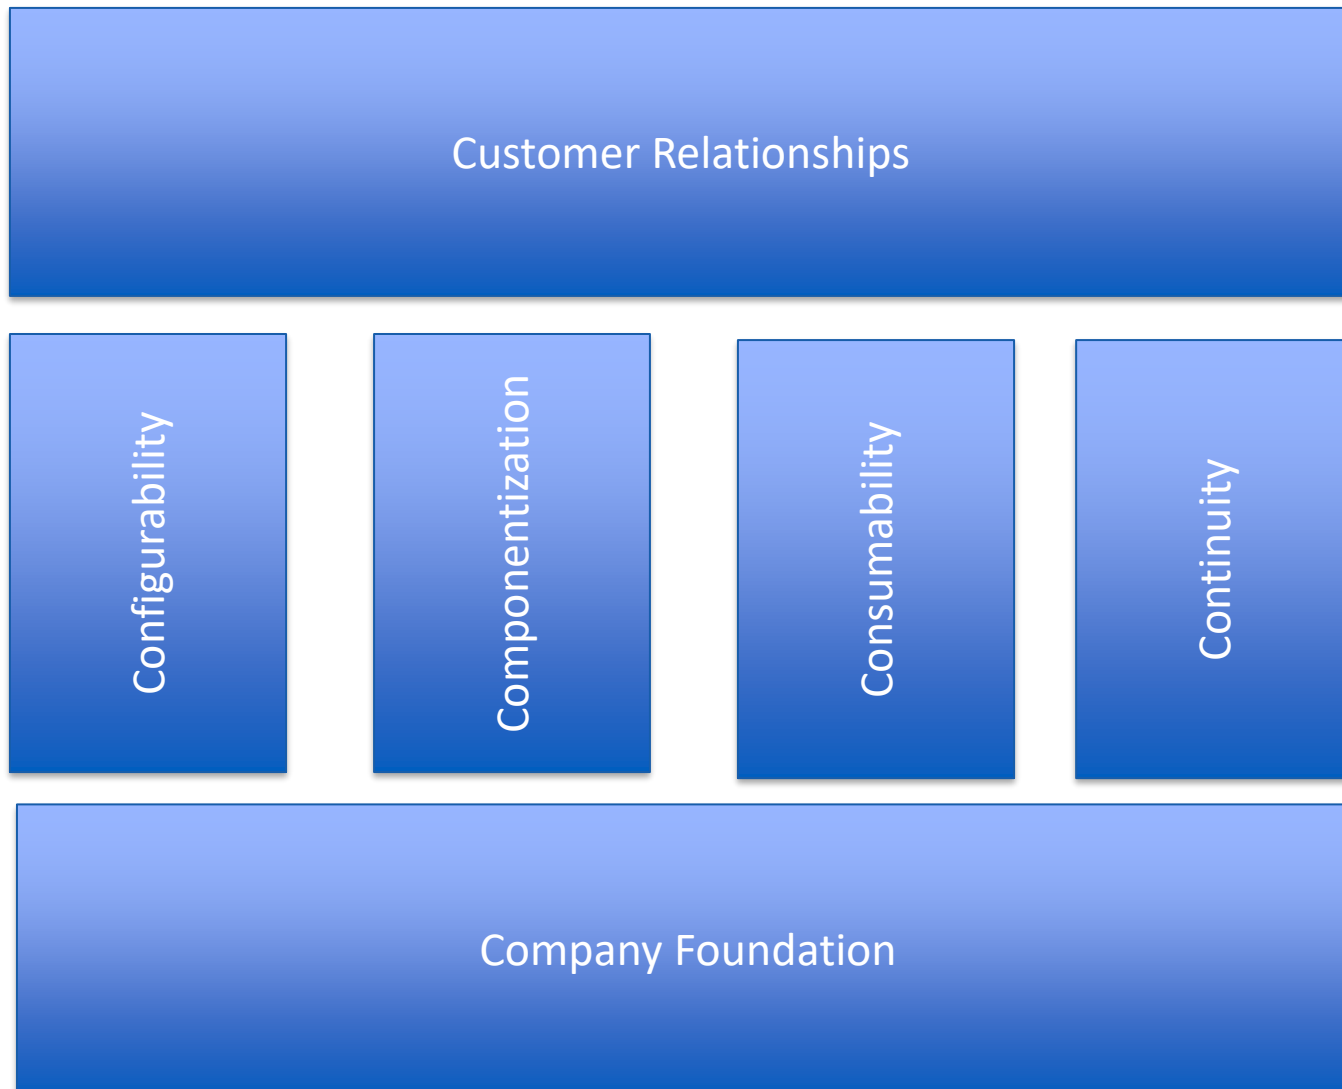 Customer Relationships
Configurability
Componentization
Consumability
Continuity
Company Foundation